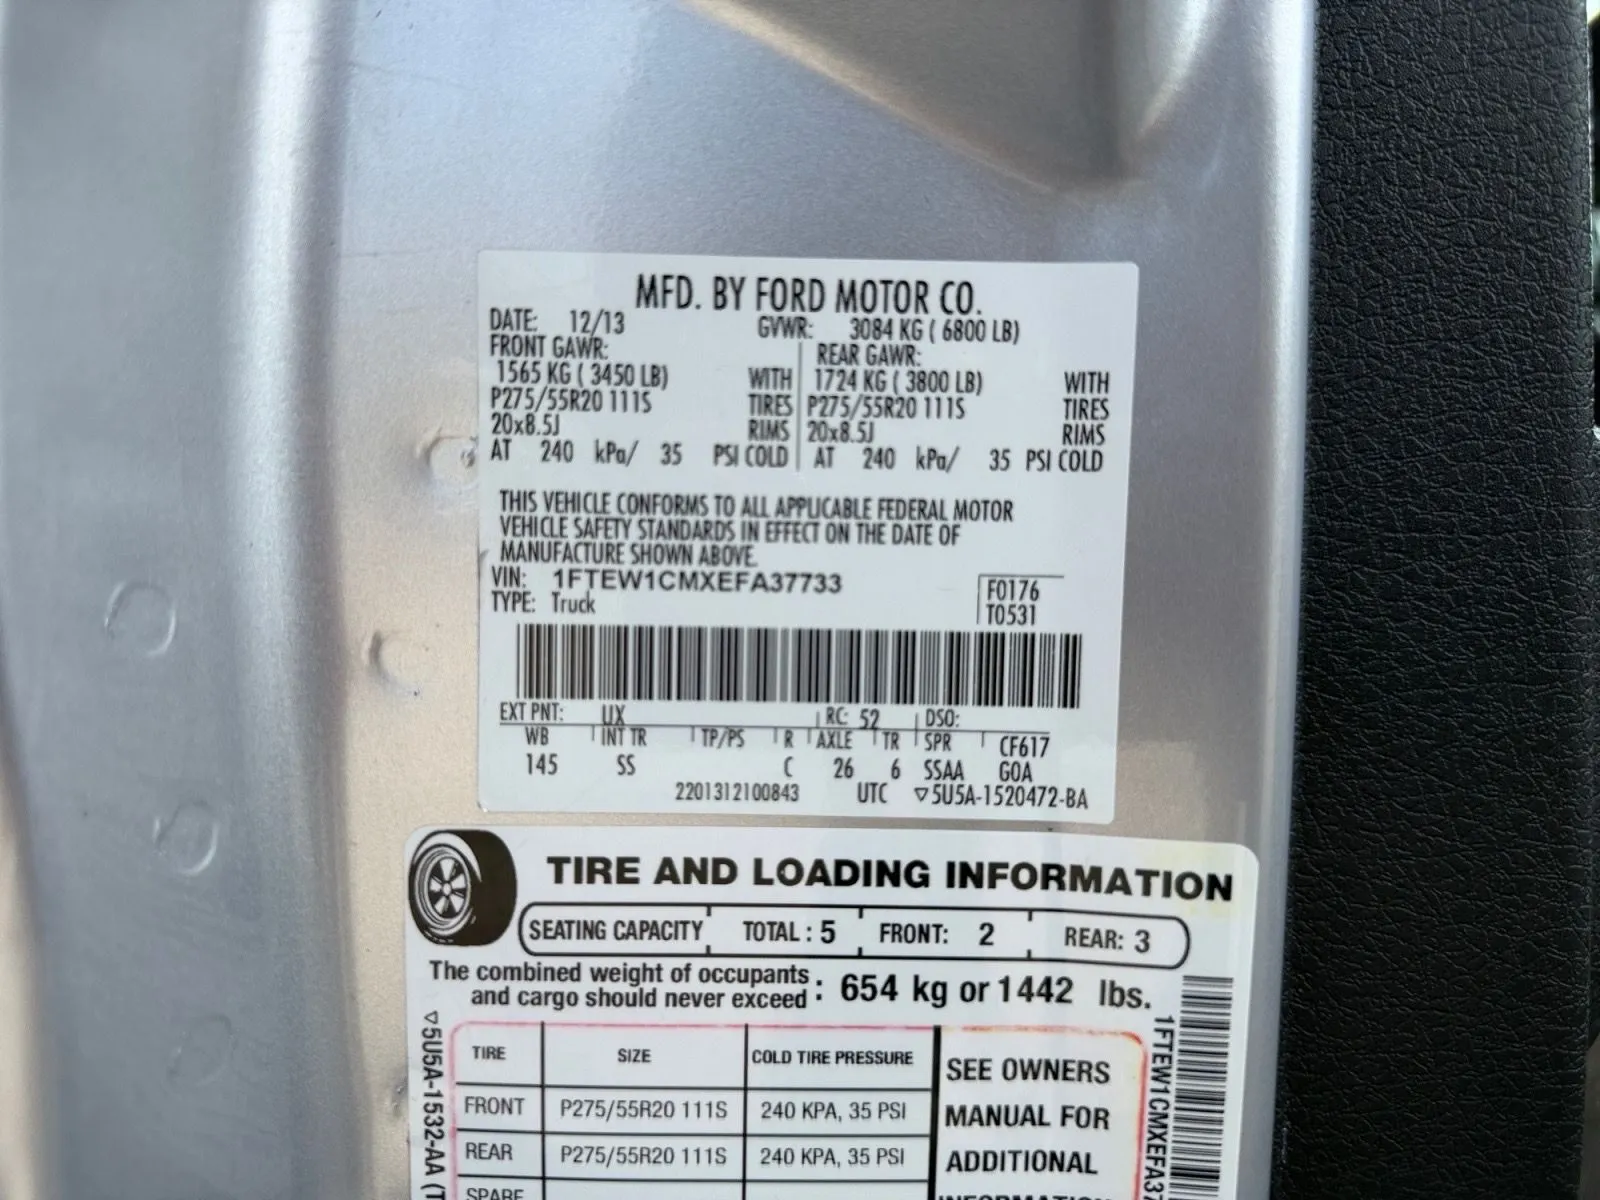 MFD. BY FORD MOTOR CO.
DATE: 12/13 GVWR: 3084 KG ( 6800 LB)
FRONT GAWR: REAR GAWR:
1565 KG ( 3450 LB) WITH 1724 KG ( 3800 LB) WITH
P275/55R20 111S TIRES P275/55R20 111S TIRES
20x8.5J RIMS 20x8.5J RIMS
AT 240 kPa/ 35 PSI COLD AT 240 kPa/ 35 PSI COLD
THIS VEHICLE CONFORMS TO ALL APPLICABLE FEDERAL MOTOR
VEHICLE SAFETY STANDARDS IN EFFECT ON THE DATE OF
MANUFACTURE SHOWN ABOVE.
VIN: 1FTEW1CMXEFA37733 F0176
TYPE: Truck T0531
EXT PNT: UX RC: 52 DSO:
WB INT TR TP/PS R AXLE TR SPR CF617
145 SS C 26 6 SSAA GOA
2201312100843 UTC ▽5U5A-1520472-BA
TIRE AND LOADING INFORMATION
SEATING CAPACITY TOTAL : 5 FRONT: 2 REAR: 3
The combined weight of occupants
and cargo should never exceed : 654 kg or 1442 lbs.
TIRE SIZE COLD TIRE PRESSURE SEE OWNERS
FRONT P275/55R20 111S 240 KPA, 35 PSI MANUAL FOR
REAR P275/55R20 111S 240 KPA, 35 PSI ADDITIONAL
SPARE INFORMATION
▽5U5A-1532-AA (T
1FTEW1CMXEFA37